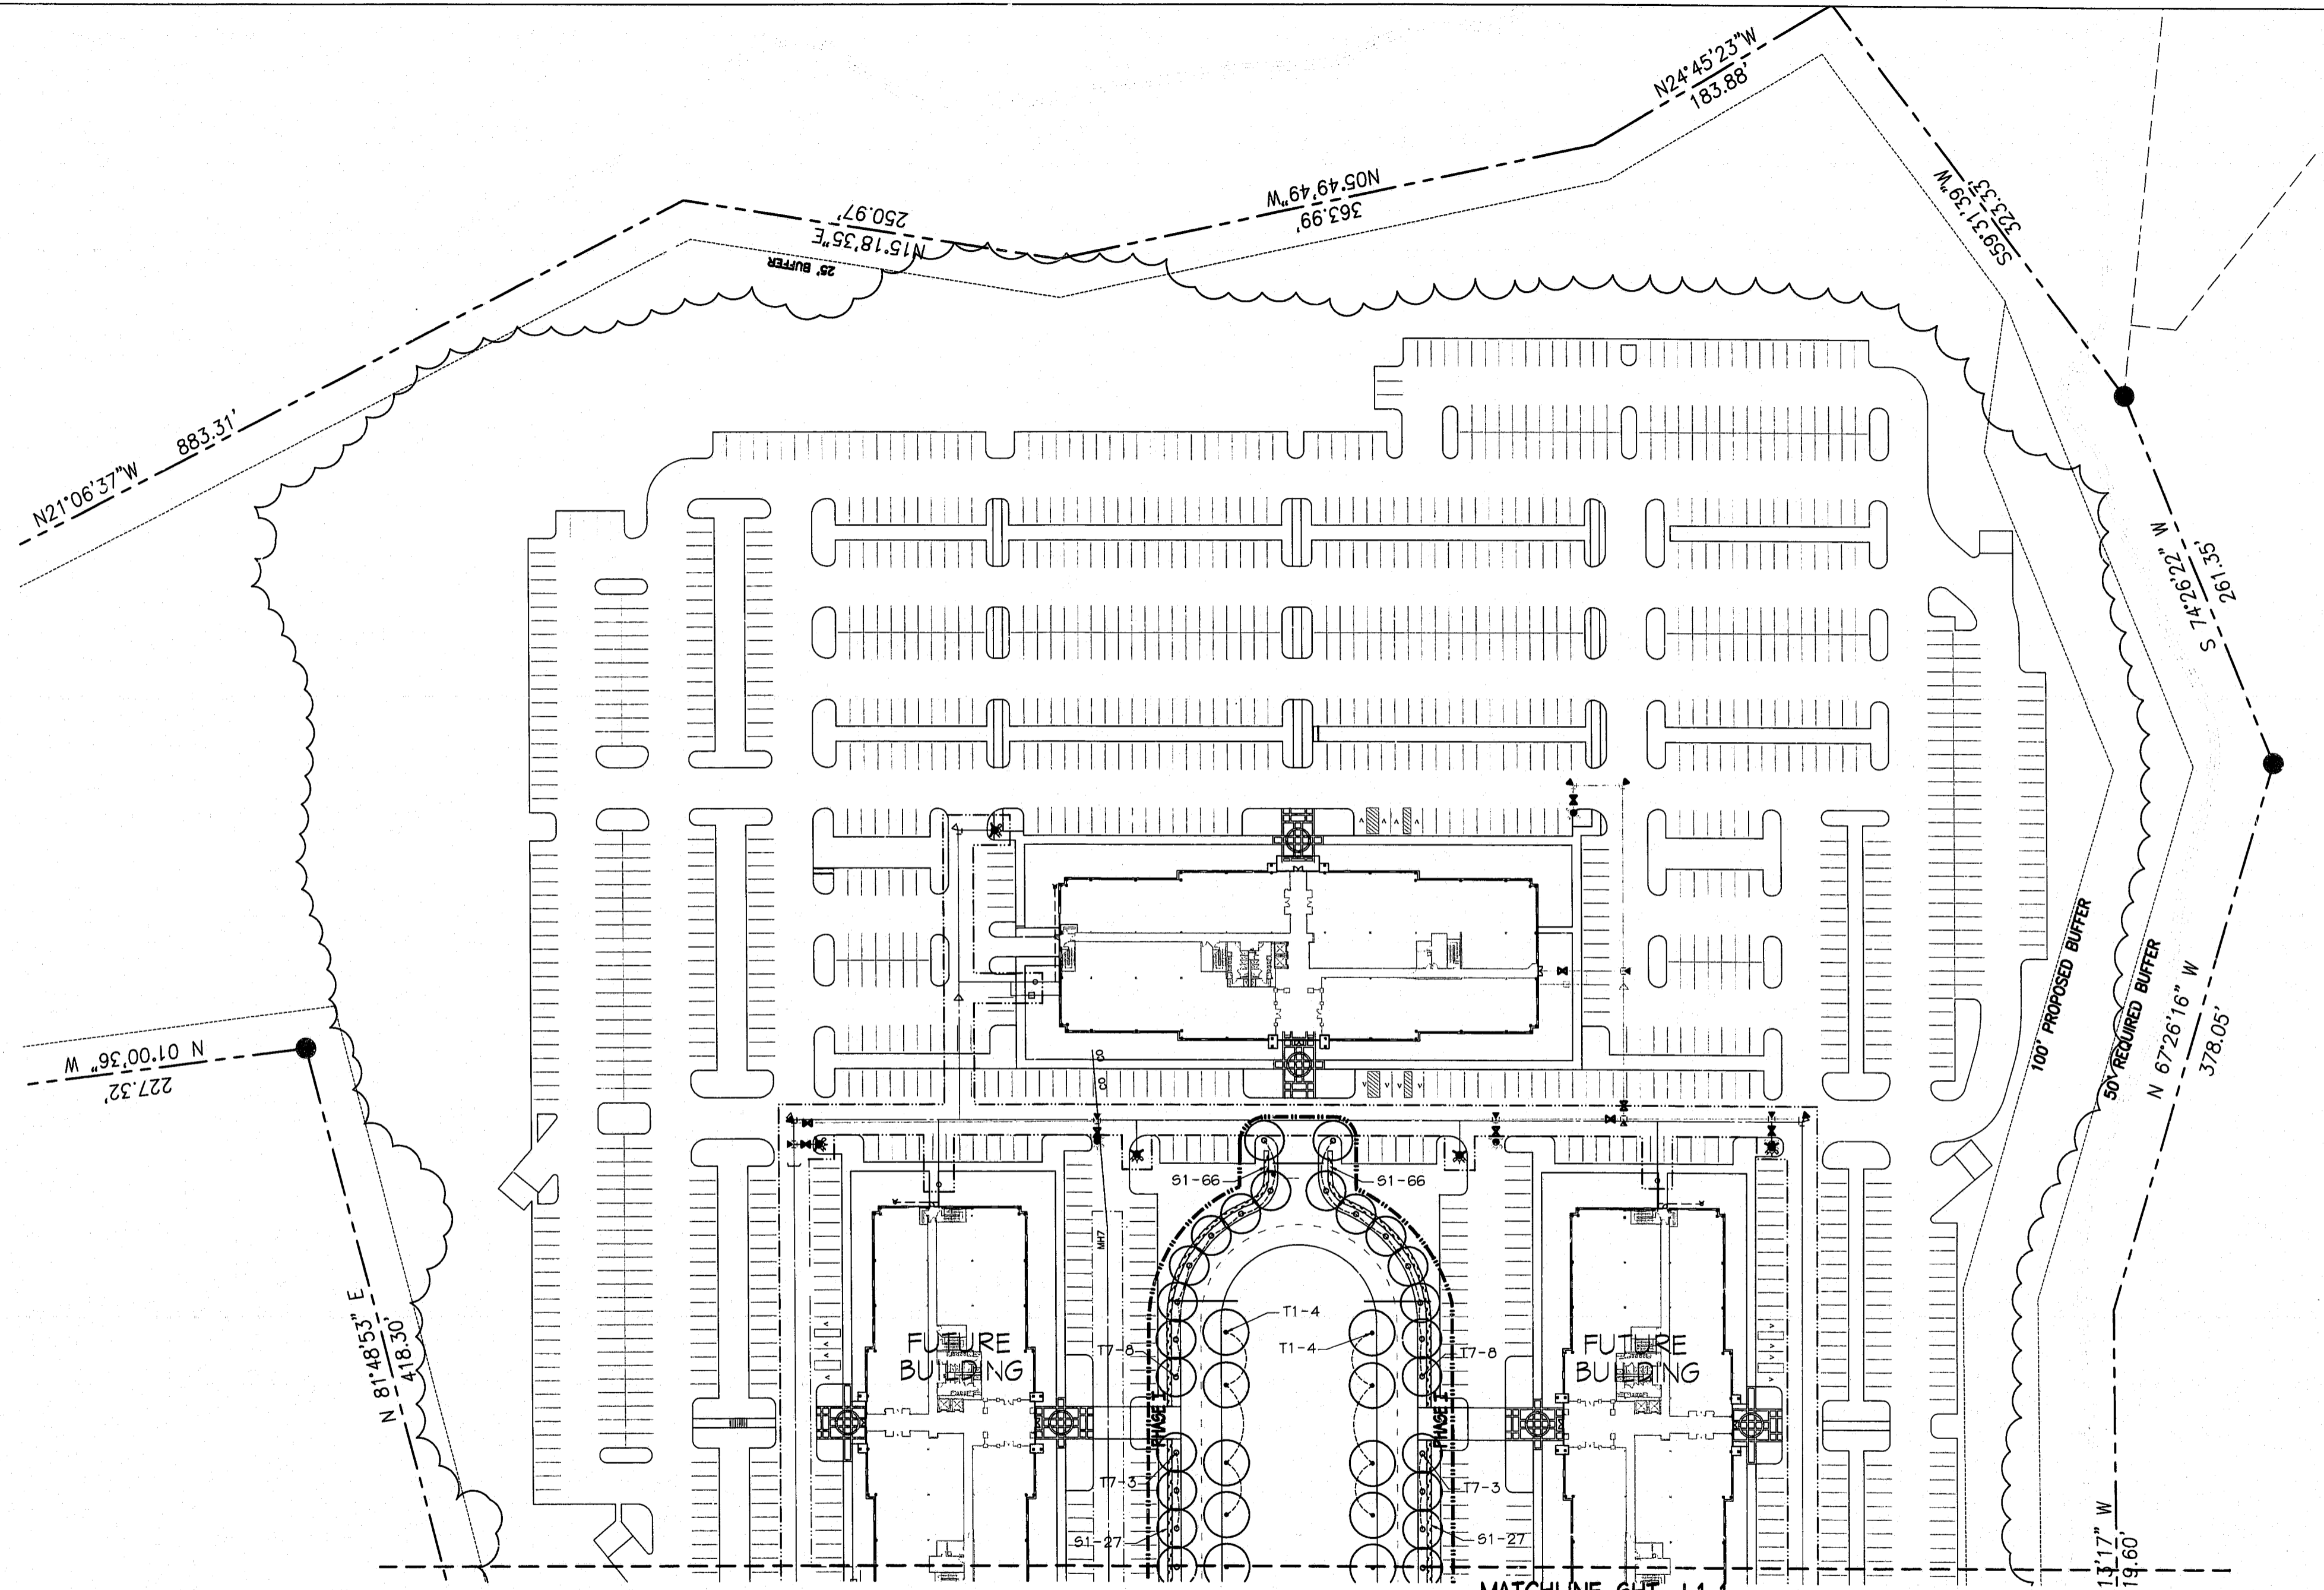 N24°45'23"W
183.88'
N05°49'49"W
363.99'
250.97'
N15°18'35"E
25' BUFFER
S59°31'39"W
323.33'
883.31'
N21°06'37"W
S 74°26'22" W
261.35'
100' PROPOSED BUFFER
50' REQUIRED BUFFER
N 67°26'16" W
378.05'
N 01°00'36" W
227.32'
CO
CO
S1-66
S1-66
MH7
N 81°48'53" E
418.30'
T1-4
T1-4
FUTURE
BUILDING
FUTURE
BUILDING
T7-8
T7-8
PHASE I
PHASE I
T7-3
T7-3
S1-27
S1-27
13'17" W
19.60'